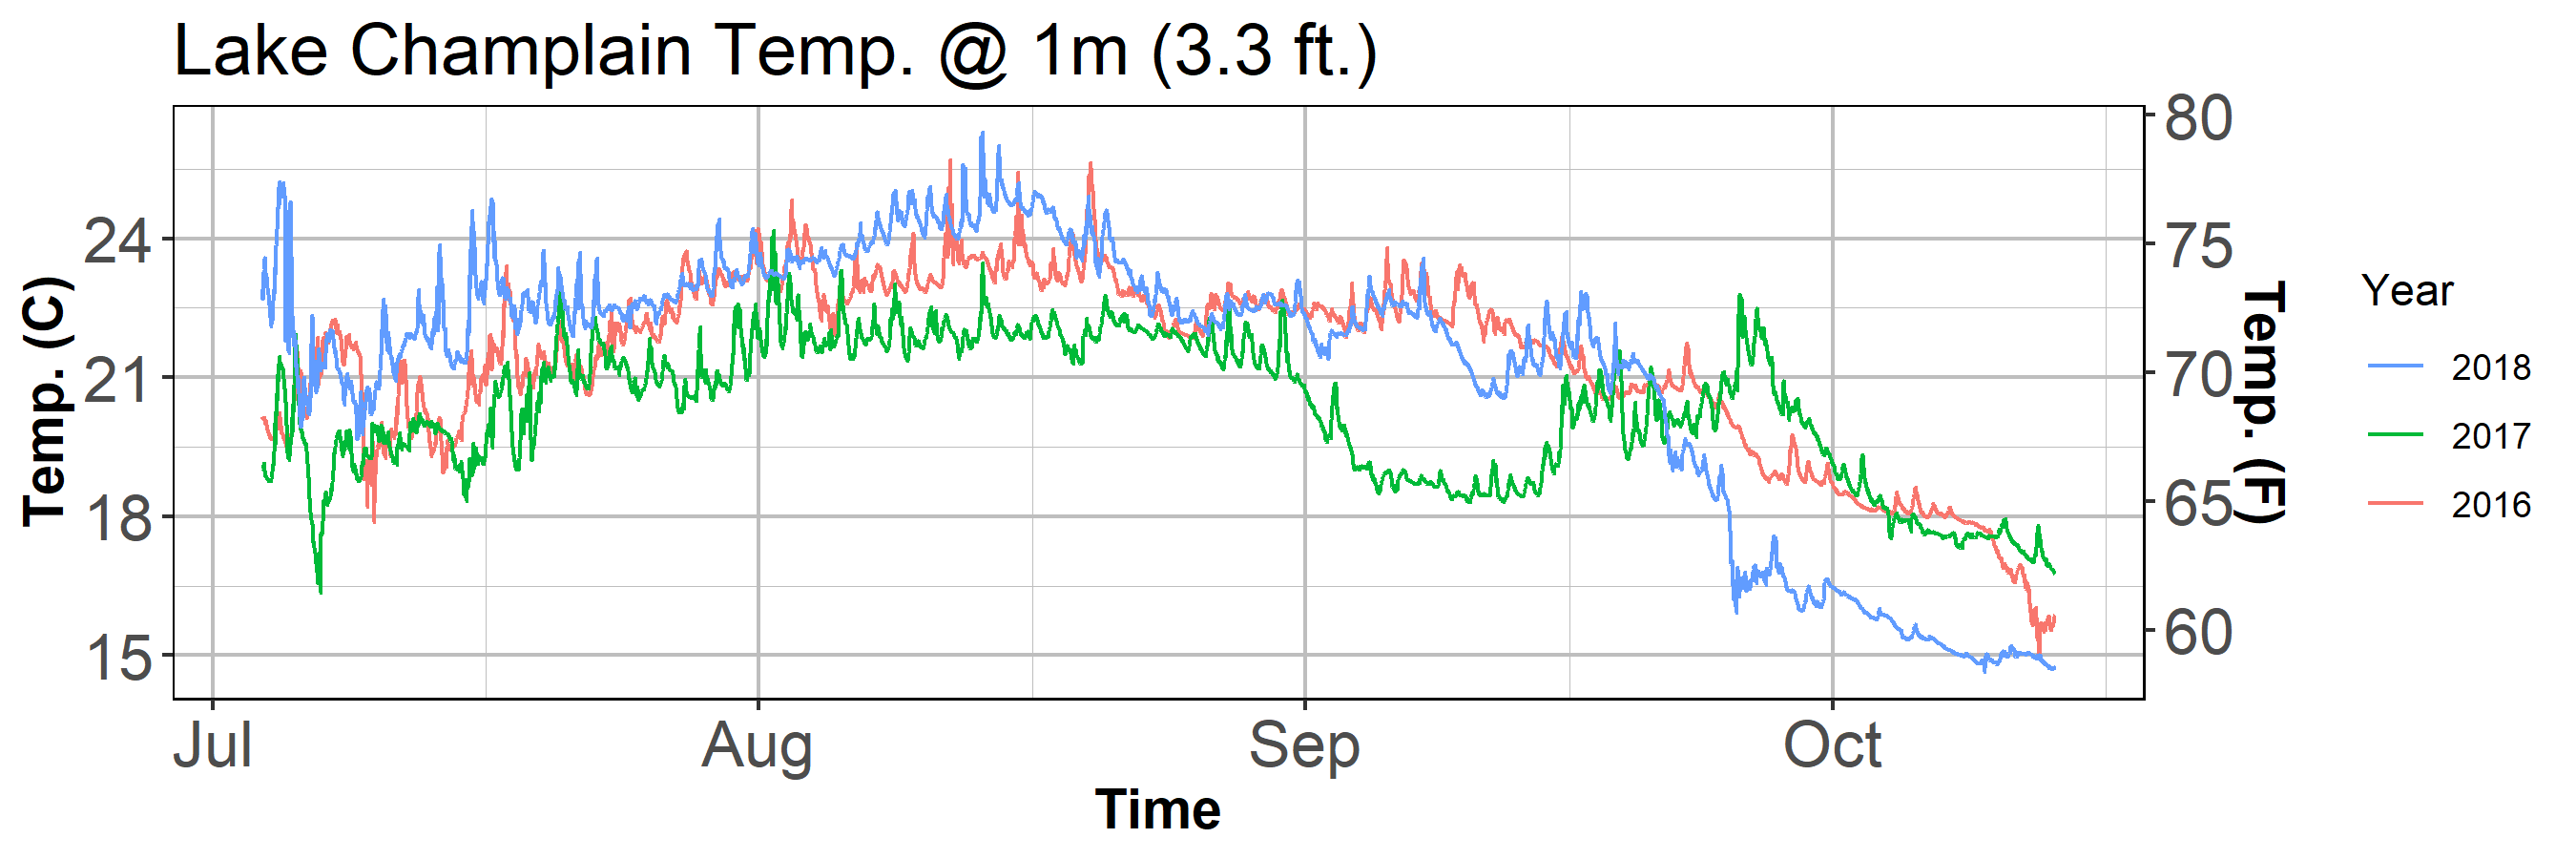 Lake Champlain Temp. @ 1m (3.3 ft.)
Temp. (C)
24
21
18
15
80
75
70
65
60
Temp. (F)
Jul Aug Sep Oct
Time
Year
2018
2017
2016